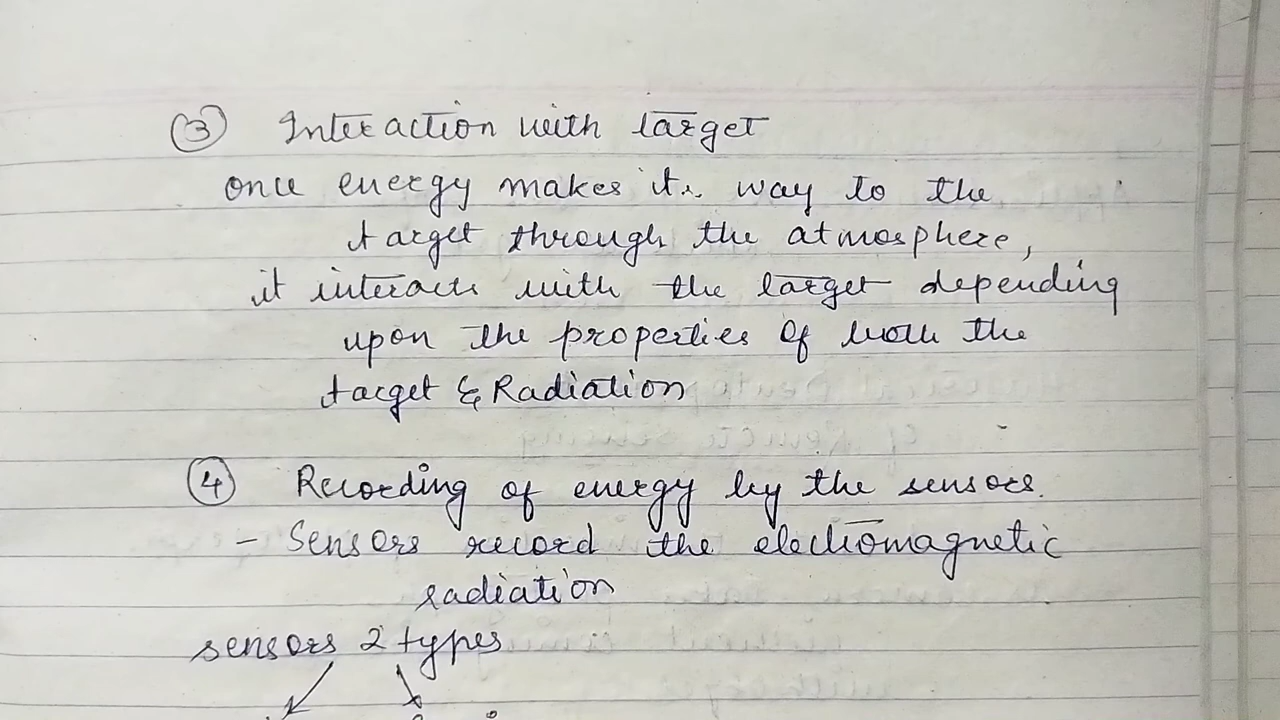 ③ Interaction with target
once energy makes its way to the
target through the atmosphere,
it interacts with the target depending
upon the properties of both the
target & Radiation
④ Recording of energy by the sensors.
- Sensors record the electromagnetic
radiation
sensors 2 types